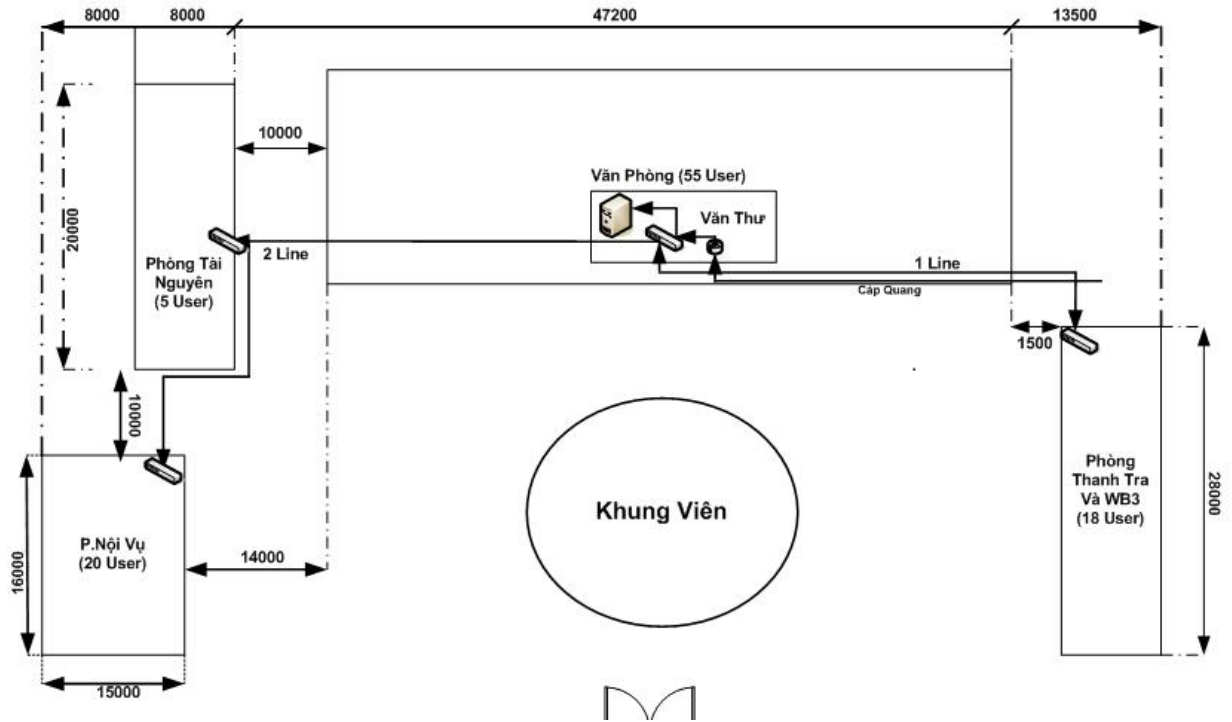 8000
8000
47200
13500
10000
20000
Văn Phòng (55 User)
Văn Thư
2 Line
Phòng Tài
Nguyên
(5 User)
1 Line
Cáp Quang
1500
10000
Khung Viên
Phòng
Thanh Tra
Và WB3
(18 User)
28000
P.Nội Vụ
(20 User)
14000
16000
15000